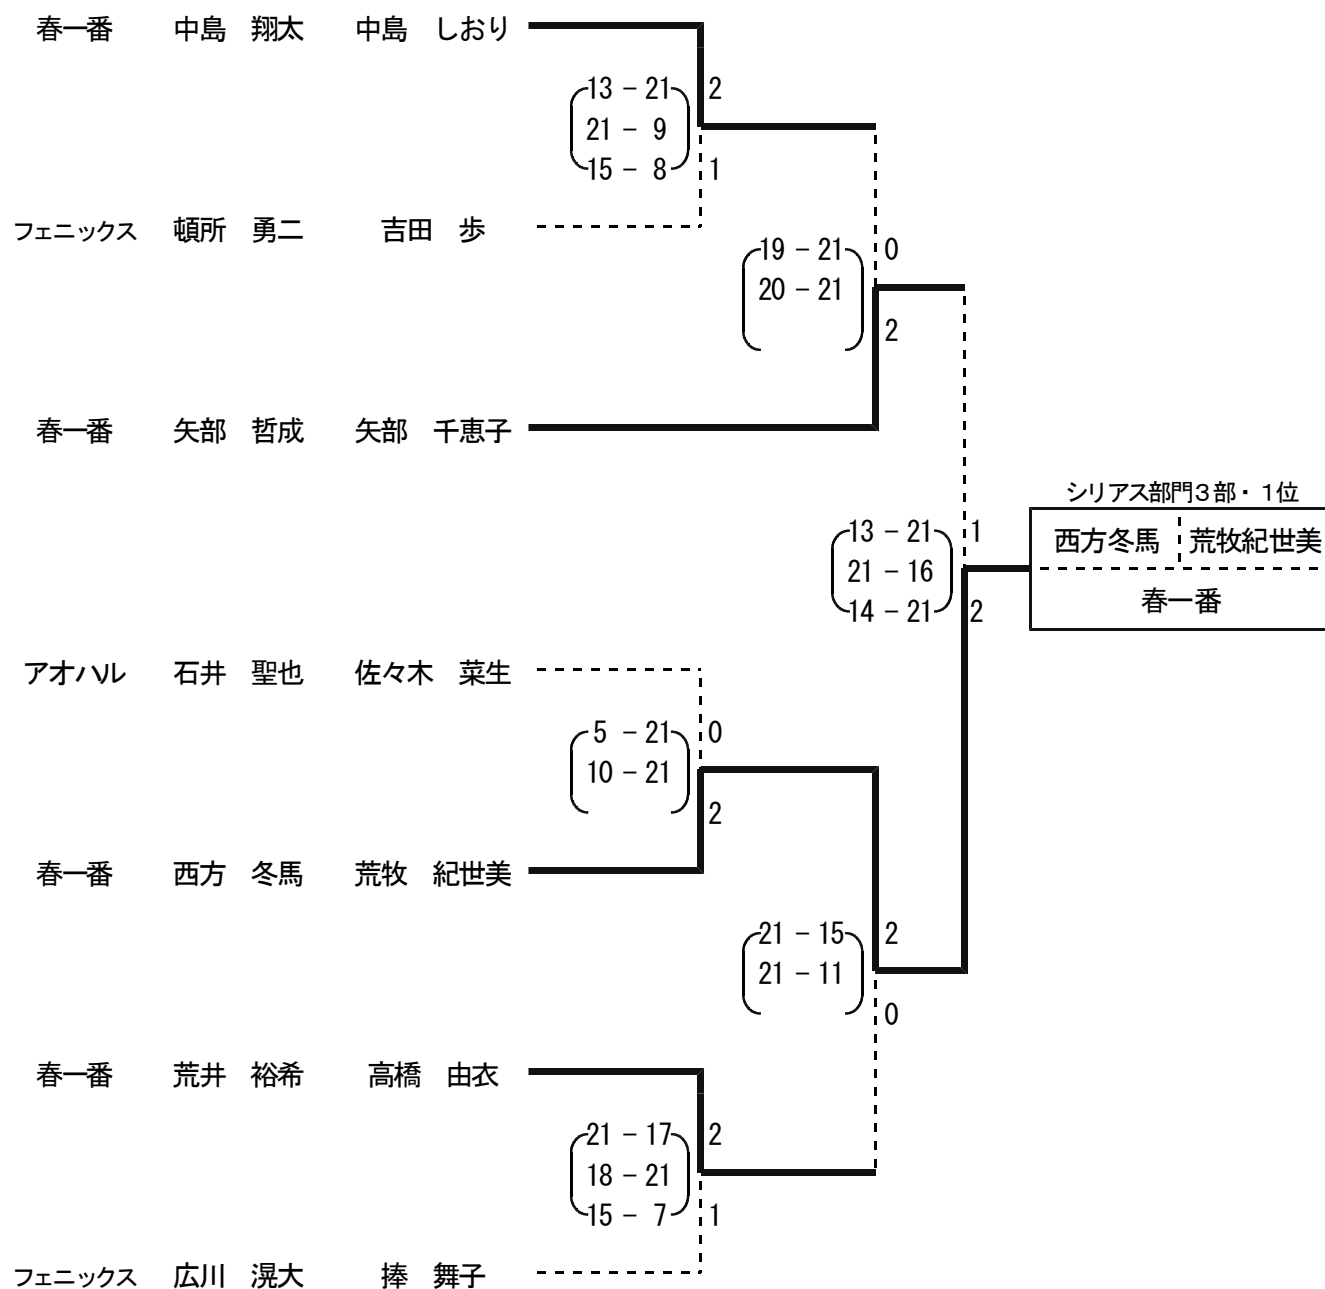 春一番 中島 翔太 中島 しおり
13 - 21 2
21 - 9
15 - 8 1
フェニックス 頓所 勇二 吉田 歩
19 - 21 0
20 - 21
2
春一番 矢部 哲成 矢部 千恵子
シリアス部門３部・１位
西方冬馬 荒牧紀世美
春一番
13 - 21 1
21 - 16
14 - 21 2
アオハル 石井 聖也 佐々木 菜生
5 - 21 0
10 - 21
2
春一番 西方 冬馬 荒牧 紀世美
21 - 15 2
21 - 11
0
春一番 荒井 裕希 高橋 由衣
21 - 17 2
18 - 21
15 - 7 1
フェニックス 広川 滉大 捧 舞子